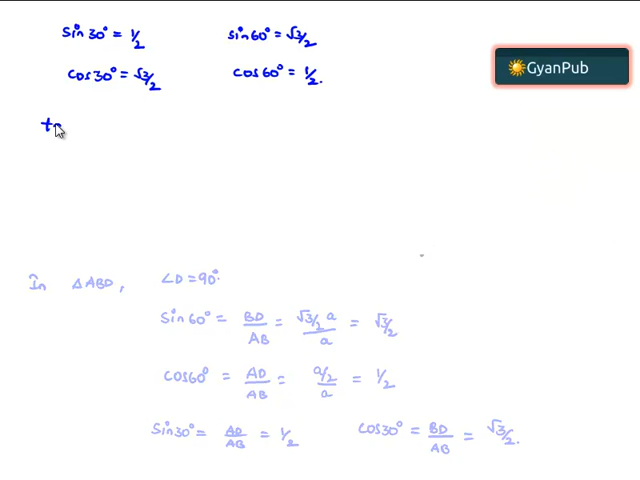 sin 30° = 1/2 sin 60° = √3/2
GyanPub
cos 30° = √3/2 cos 60° = 1/2.
In △ABD, ∠D = 90°.
sin 60° = BD/AB = (√3/2 a)/a = √3/2
cos 60° = AD/AB = (a/2)/a = 1/2
sin 30° = AD/AB = 1/2 cos 30° = BD/AB = √3/2.